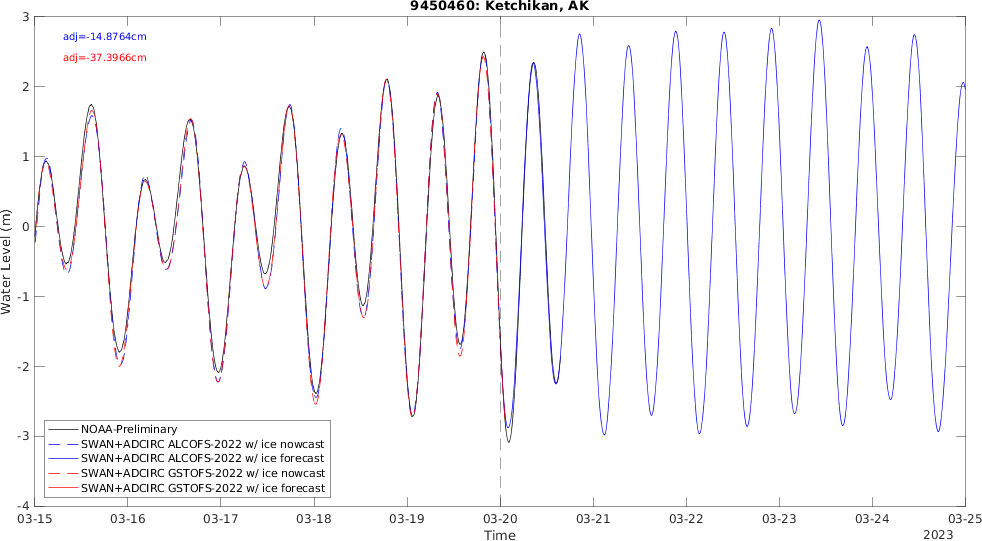 9450460: Ketchikan, AK
adj=-14.8764cm
adj=-37.3966cm
3
2
1
0
-1
-2
-3
-4
Water Level (m)
NOAA-Preliminary
SWAN+ADCIRC ALCOFS-2022 w/ ice nowcast
SWAN+ADCIRC ALCOFS-2022 w/ ice forecast
SWAN+ADCIRC GSTOFS-2022 w/ ice nowcast
SWAN+ADCIRC GSTOFS-2022 w/ ice forecast
03-15 03-16 03-17 03-18 03-19 03-20 03-21 03-22 03-23 03-24 03-25
Time
2023